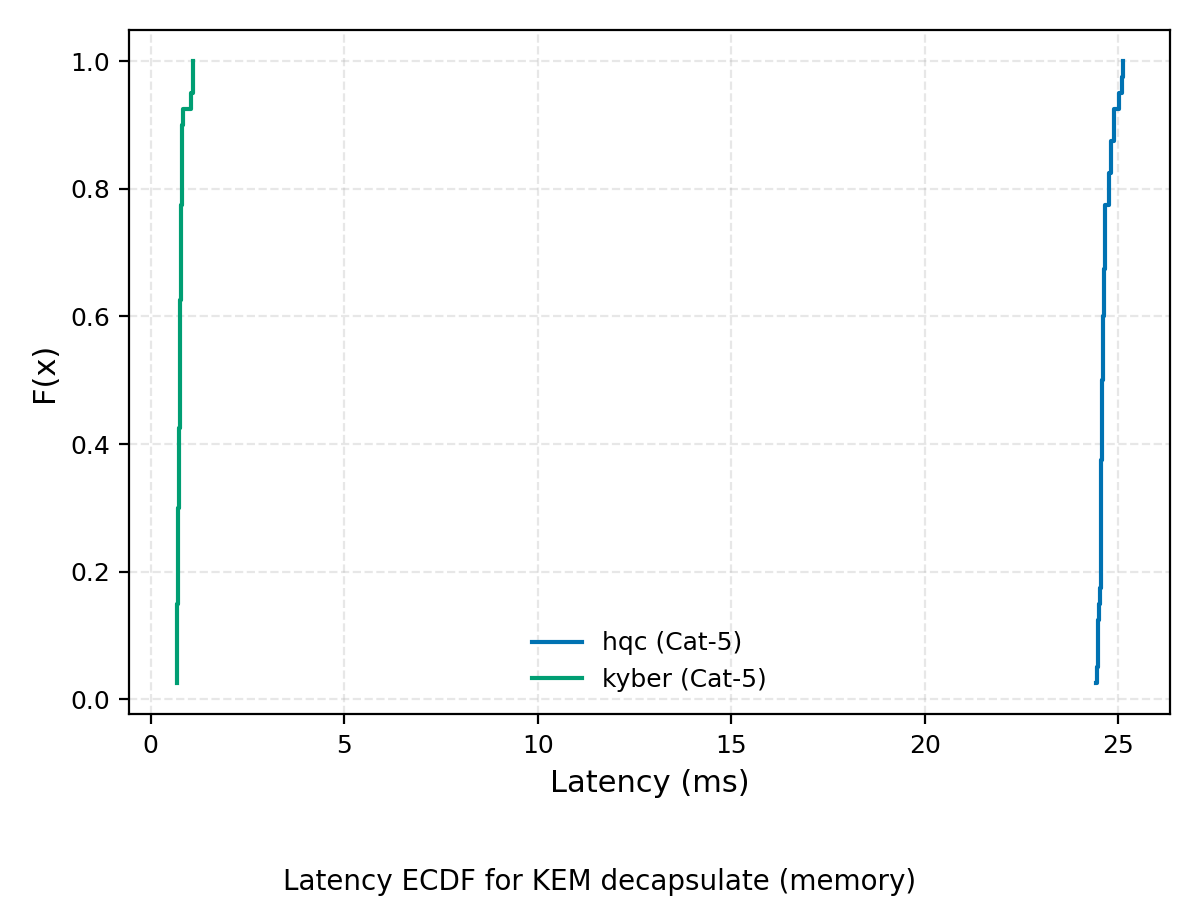 1.0
0.8
0.6
0.4
0.2
0.0
F(x)
hqc (Cat-5)
kyber (Cat-5)
0 5 10 15 20 25
Latency (ms)
Latency ECDF for KEM decapsulate (memory)